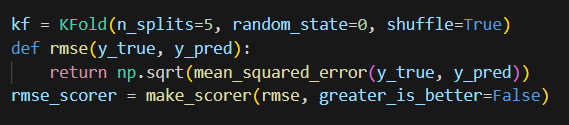 kf = KFold(n_splits=5, random_state=0, shuffle=True)
def rmse(y_true, y_pred):
    return np.sqrt(mean_squared_error(y_true, y_pred))
rmse_scorer = make_scorer(rmse, greater_is_better=False)